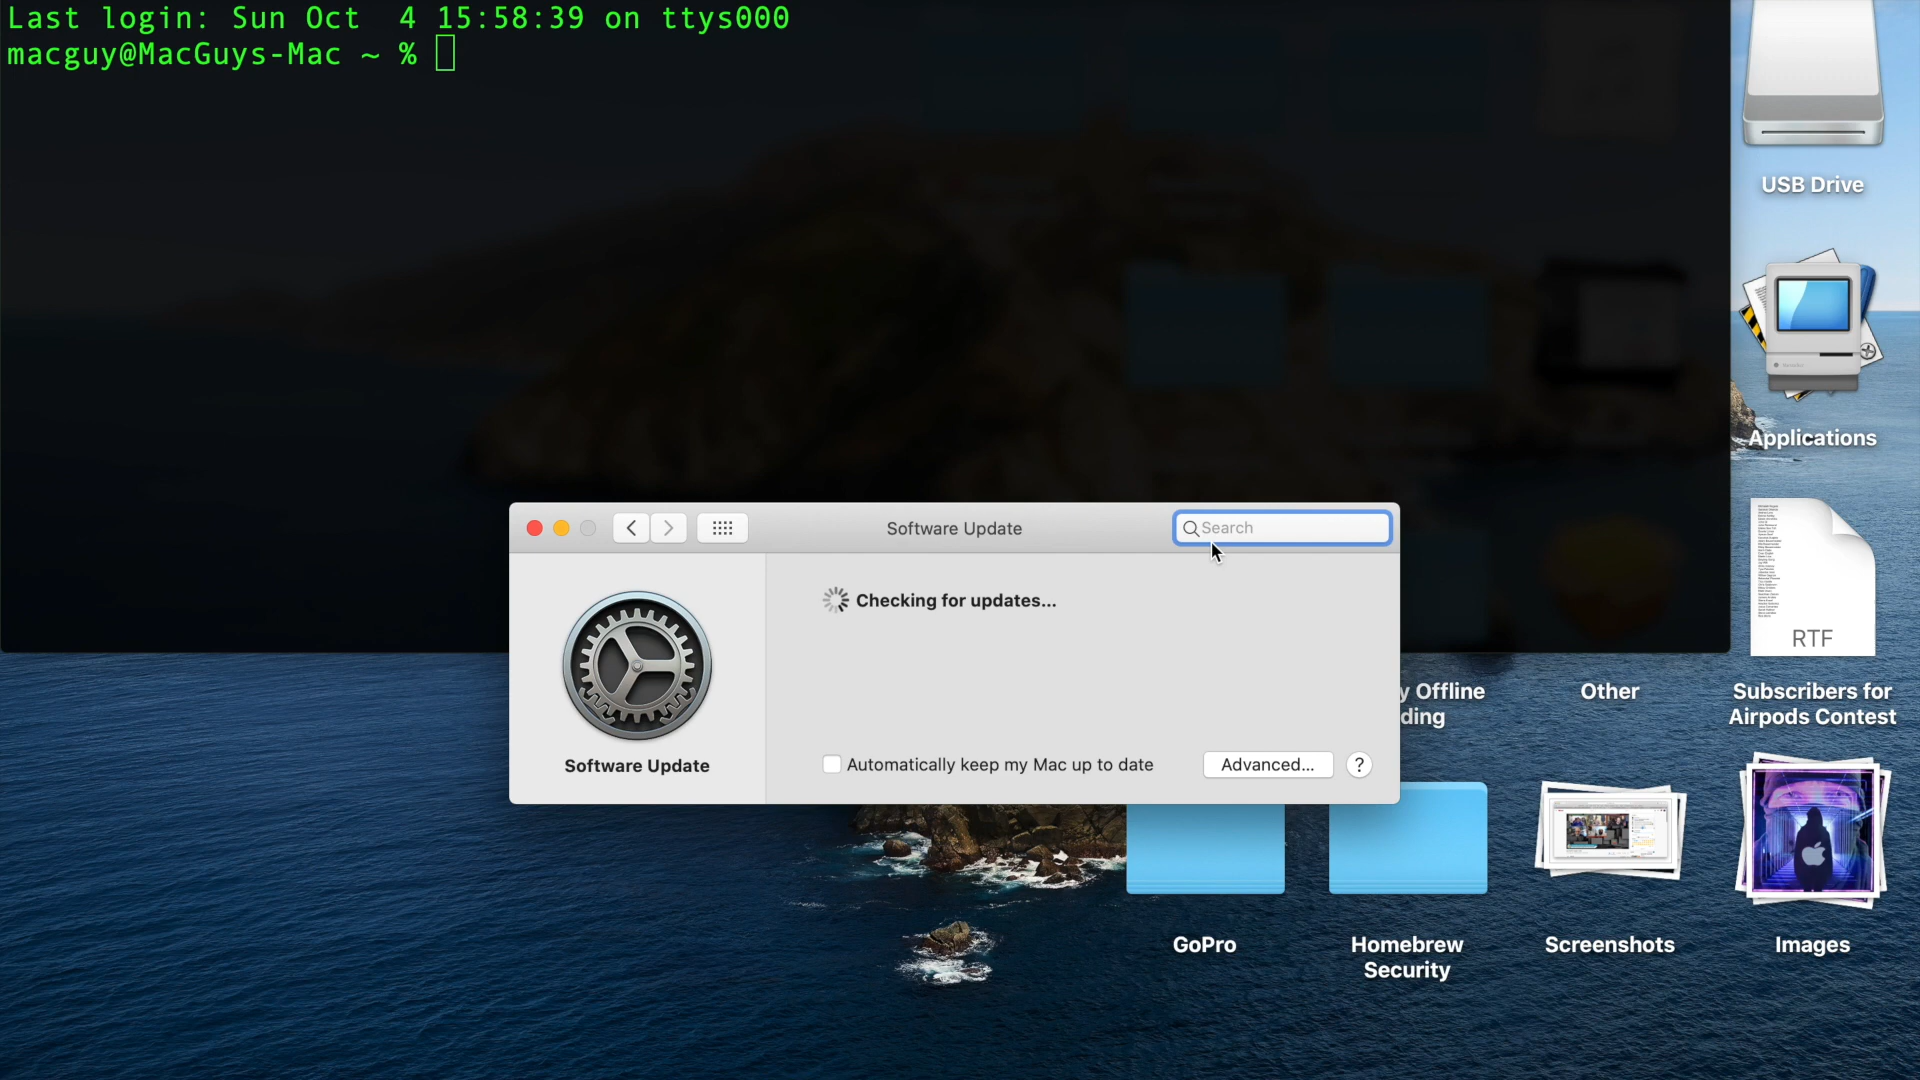 Last login: Sun Oct  4 15:58:39 on ttys000
macguy@MacGuys-Mac ~ %
USB Drive
Applications
Software Update
Search
Checking for updates...
RTF
Software Update
Automatically keep my Mac up to date
Advanced...
?
y Offline
ding
Other
Subscribers for
Airpods Contest
GoPro
Homebrew
Security
Screenshots
Images